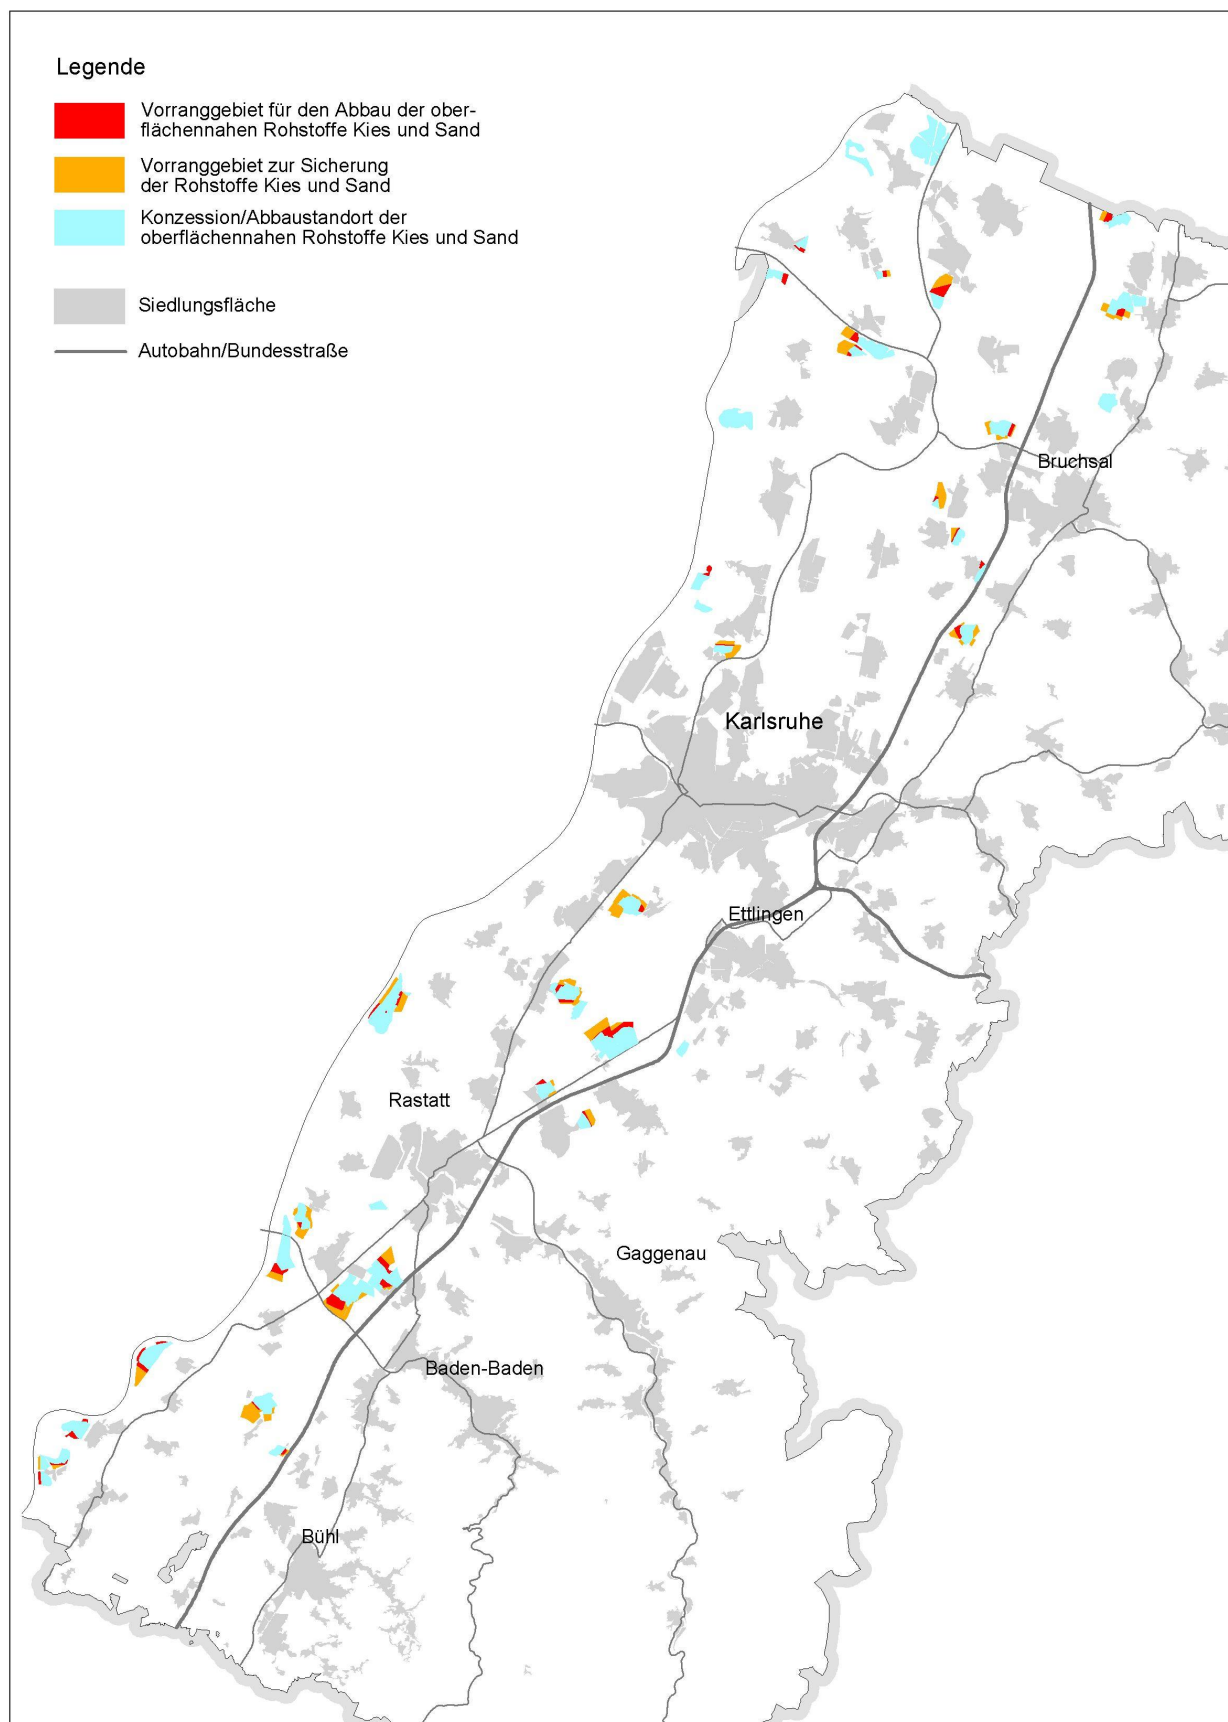 Legende
Vorranggebiet für den Abbau der ober-
flächennahen Rohstoffe Kies und Sand
Vorranggebiet zur Sicherung
der Rohstoffe Kies und Sand
Konzession/Abbaustandort der
oberflächennahen Rohstoffe Kies und Sand
Siedlungsfläche
Autobahn/Bundesstraße
Bruchsal
Karlsruhe
Ettlingen
Rastatt
Gaggenau
Baden-Baden
Bühl